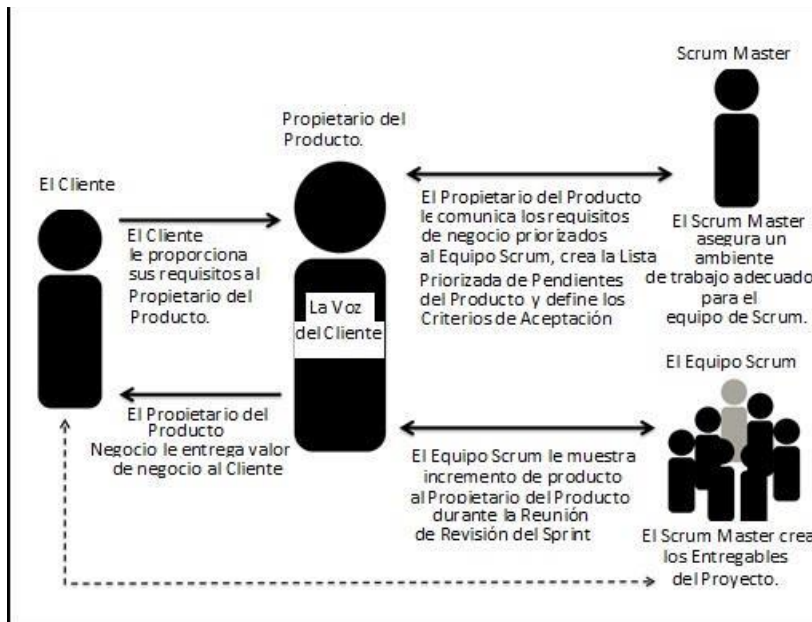 Scrum Master
Propietario del
Producto.
El Cliente
El Cliente
le proporciona
sus requisitos al
Propietario del
Producto.
La Voz
del Cliente
El Propietario del Producto
le comunica los requisitos
de negocio priorizados
al Equipo Scrum, crea la Lista
Priorizada de Pendientes
del Producto y define los
Criterios de Aceptación
El Scrum Master
asegura un
ambiente
de trabajo adecuado
para el
equipo de Scrum.
El Propietario del
Producto
Negocio le entrega valor
de negocio al Cliente
El Equipo Scrum le muestra
incremento de producto
al Propietario del Producto
durante la Reunión
de Revisión del Sprint
El Equipo Scrum
El Scrum Master crea
los Entregables
del Proyecto.